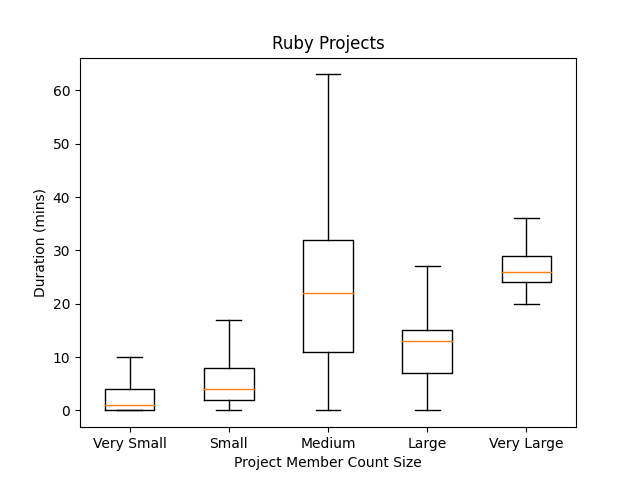 Ruby Projects
60
50
40
30
20
10
0
Duration (mins)
Very Small Small Medium Large Very Large
Project Member Count Size